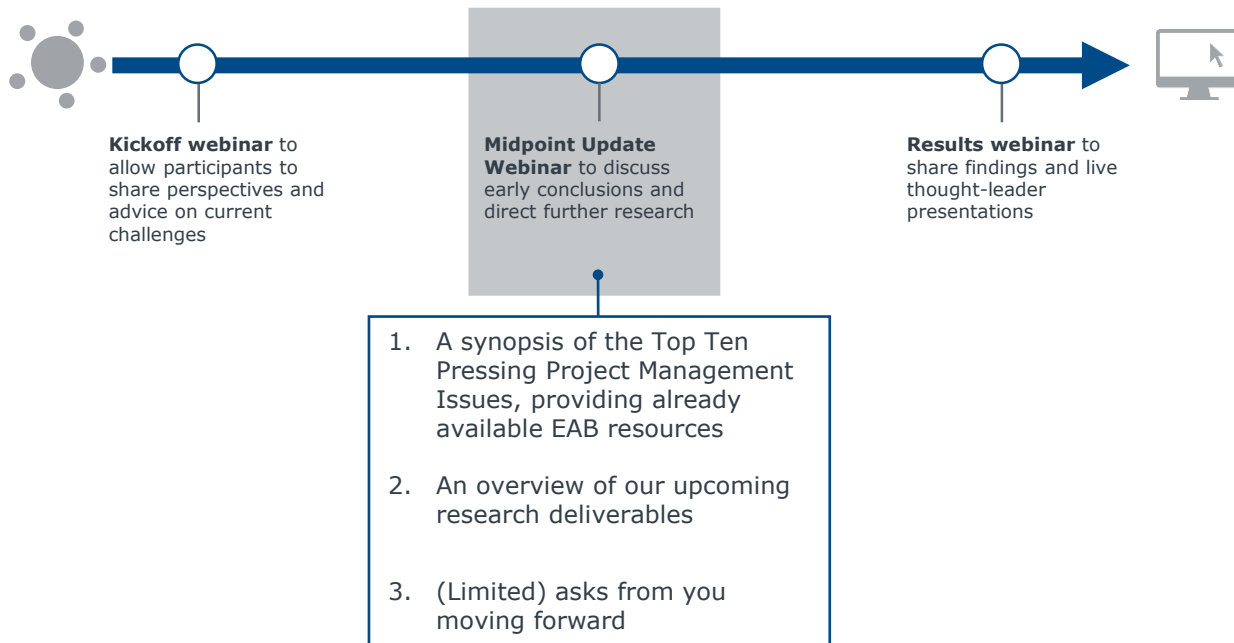 Kickoff webinar to
allow participants to
share perspectives and
advice on current
challenges
Midpoint Update
Webinar to discuss
early conclusions and
direct further research
Results webinar to
share findings and live
thought-leader
presentations
1. A synopsis of the Top Ten
Pressing Project Management
Issues, providing already
available EAB resources
2. An overview of our upcoming
research deliverables
3. (Limited) asks from you
moving forward